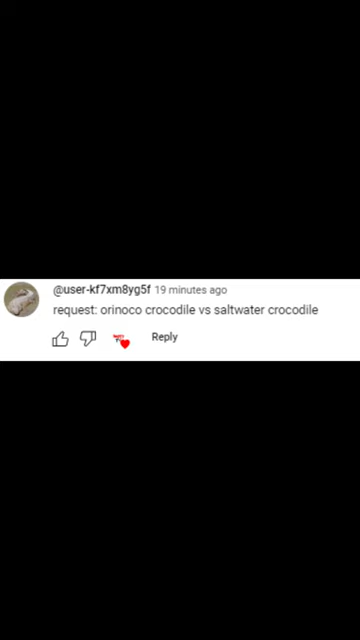 @user-kf7xm8yg5f 19 minutes ago
request: orinoco crocodile vs saltwater crocodile
Reply